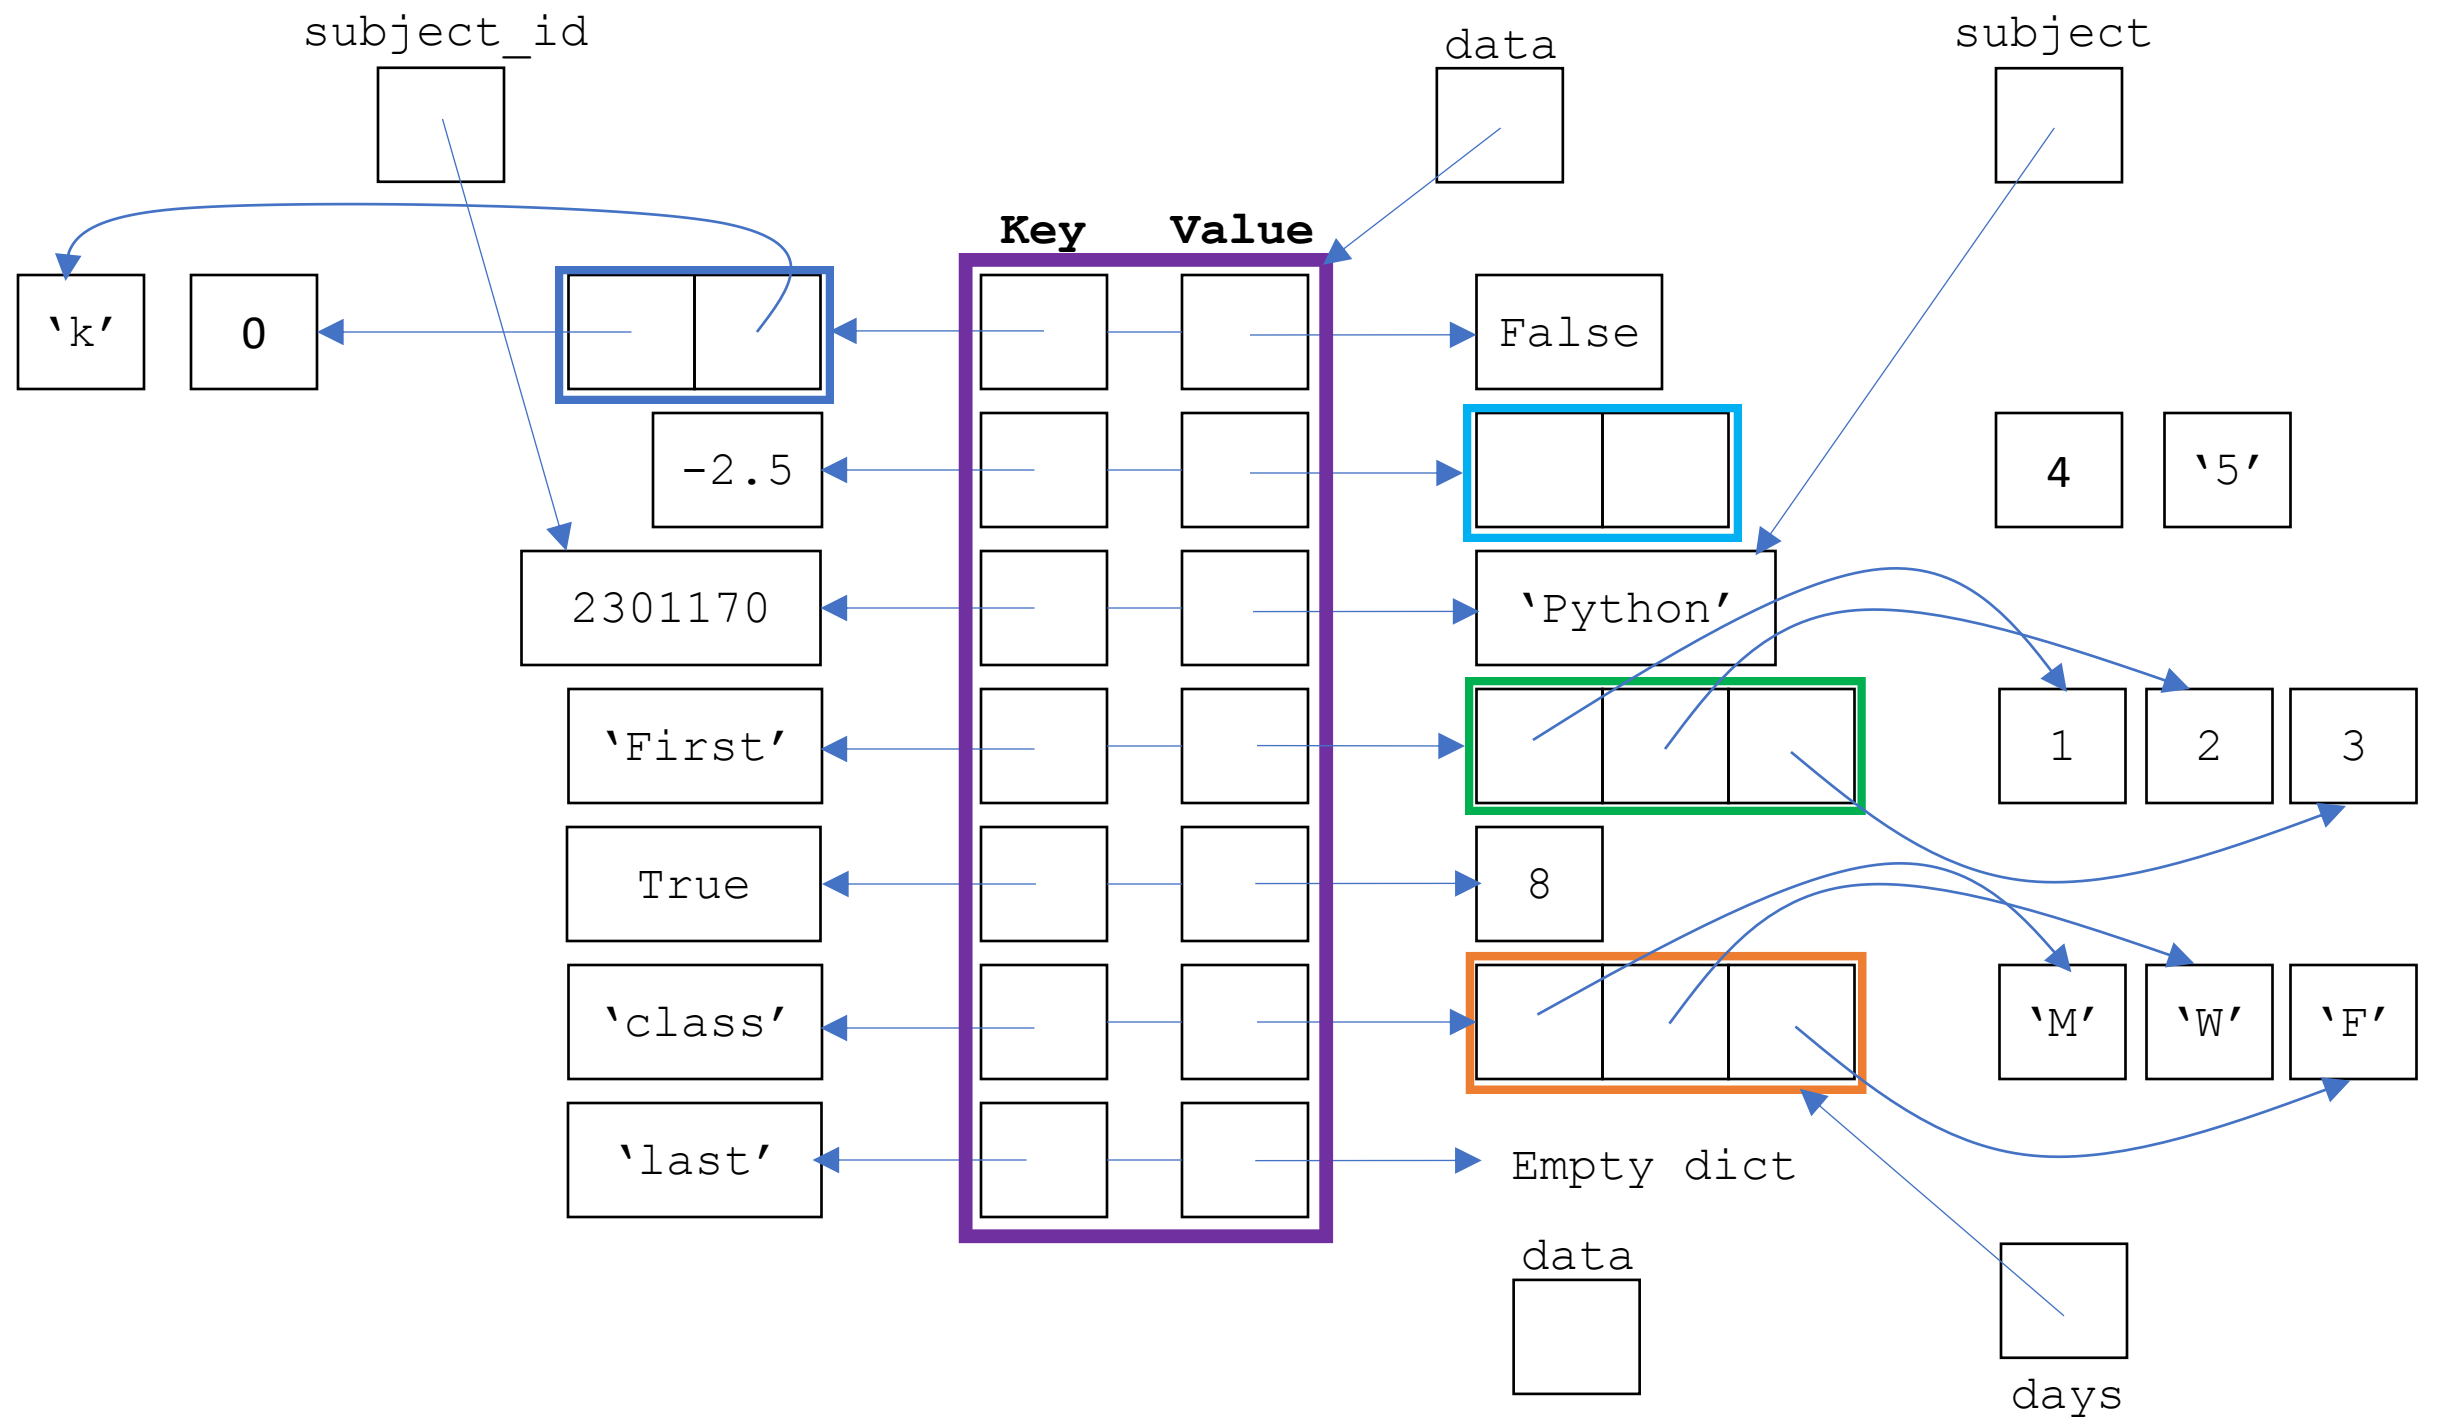 subject_id
data
subject
Key Value
‘k’ 0 False
-2.5 4 ‘5’
2301170 ‘Python’
‘First’ 1 2 3
True 8
‘class’ ‘M’ ‘W’ ‘F’
‘last’ Empty dict
data
days